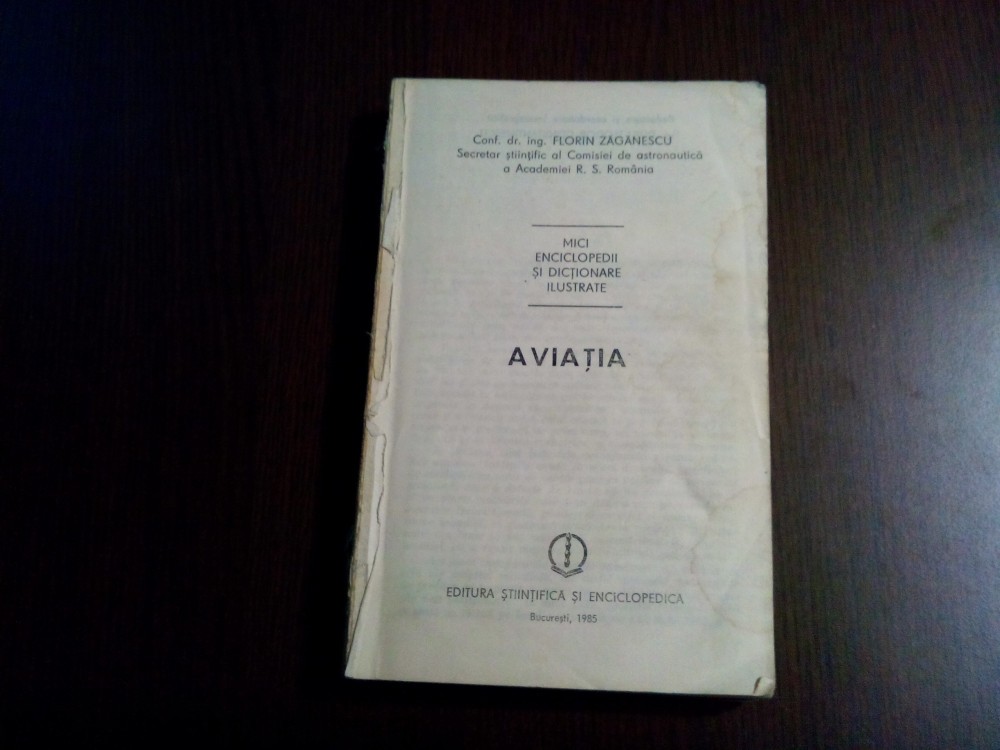 Conf. dr. ing. FLORIN ZĂGĂNESCU
Secretar științific al Comisiei de astronautică
a Academiei R. S. România
MICI
ENCICLOPEDII
ȘI DICȚIONARE
ILUSTRATE
AVIAȚIA
EDITURA ȘTIINȚIFICĂ ȘI ENCICLOPEDICĂ
București, 1985